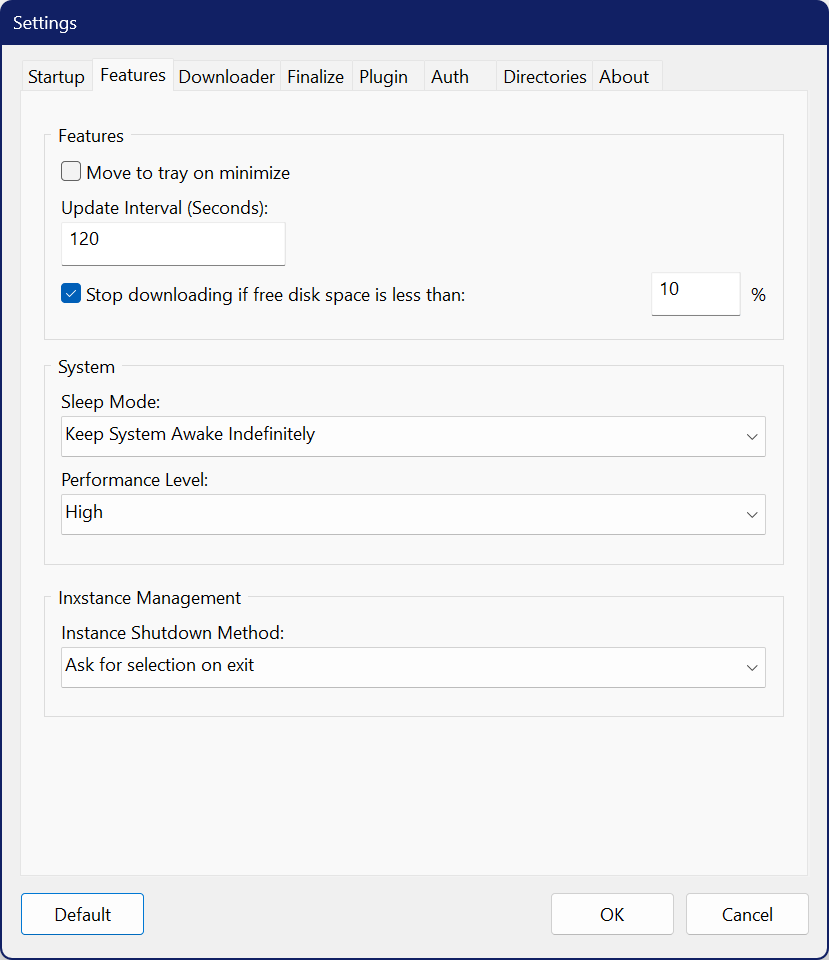 Settings
Startup Features Downloader Finalize Plugin Auth Directories About
Features
Move to tray on minimize
Update Interval (Seconds):
120
Stop downloading if free disk space is less than: 10 %
System
Sleep Mode:
Keep System Awake Indefinitely
Performance Level:
High
Inxstance Management
Instance Shutdown Method:
Ask for selection on exit
Default OK Cancel